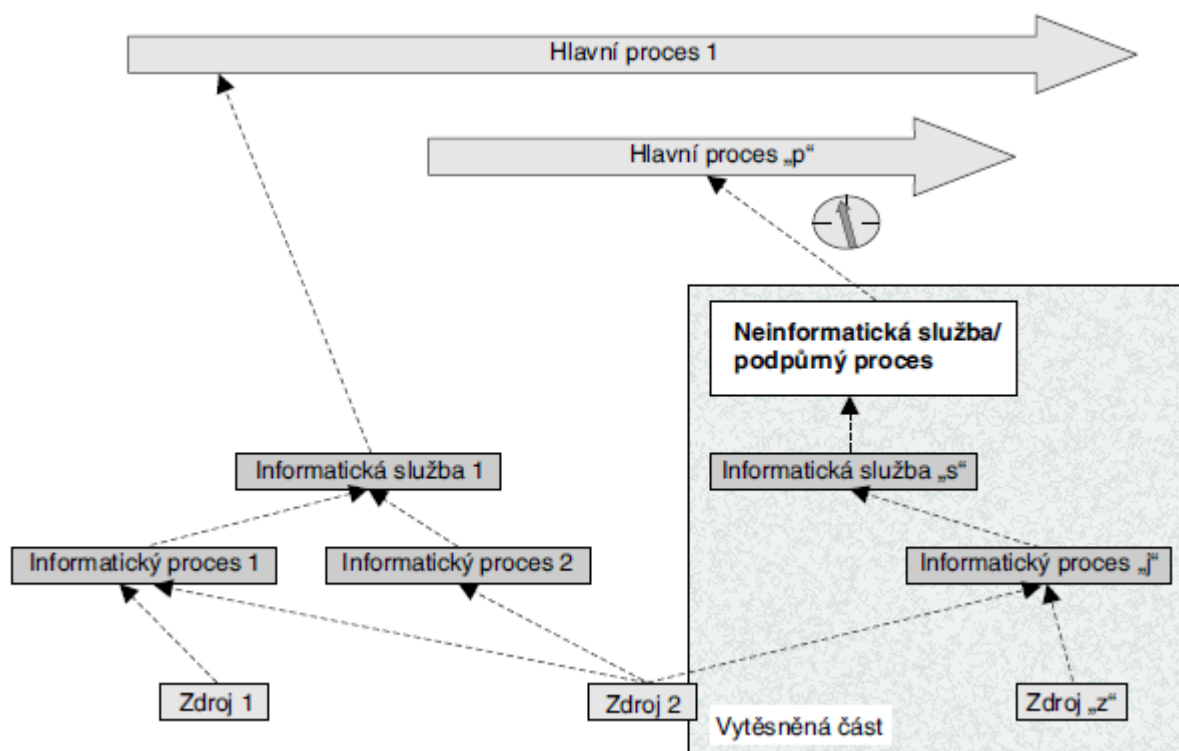 Hlavní proces 1
Hlavní proces „p“
Neinformatická služba/
podpůrný proces
Informatická služba 1
Informatická služba „s“
Informatický proces 1
Informatický proces 2
Informatický proces „j“
Zdroj 1
Zdroj 2
Zdroj „z“
Vytěsněná část